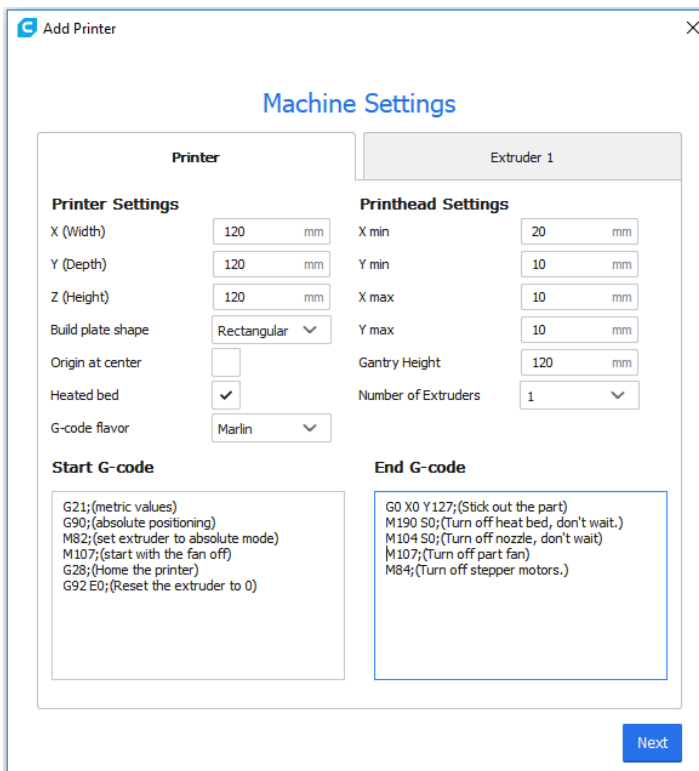 Add Printer
Machine Settings
Printer
Extruder 1
Printer Settings
X (Width)
120 mm
Y (Depth)
120 mm
Z (Height)
120 mm
Build plate shape
Rectangular
Origin at center
Heated bed
G-code flavor
Marlin
Printhead Settings
X min
20 mm
Y min
10 mm
X max
10 mm
Y max
10 mm
Gantry Height
120 mm
Number of Extruders
1
Start G-code
G21;(metric values)
G90;(absolute positioning)
M82;(set extruder to absolute mode)
M107;(start with the fan off)
G28;(Home the printer)
G92 E0;(Reset the extruder to 0)
End G-code
G0 X0 Y127;(Stick out the part)
M190 S0;(Turn off heat bed, don't wait.)
M104 S0;(Turn off nozzle, don't wait)
M107;(Turn off part fan)
M84;(Turn off stepper motors.)
Next